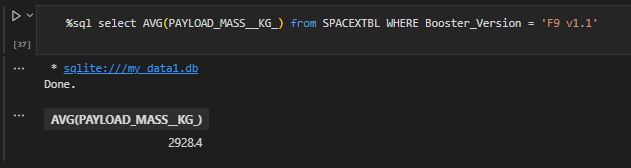 %sql select AVG(PAYLOAD_MASS__KG_) from SPACEXTBL WHERE Booster_Version = 'F9 v1.1'
[37]
... * sqlite:///my_data1.db
Done.
... AVG(PAYLOAD_MASS__KG_)
2928.4